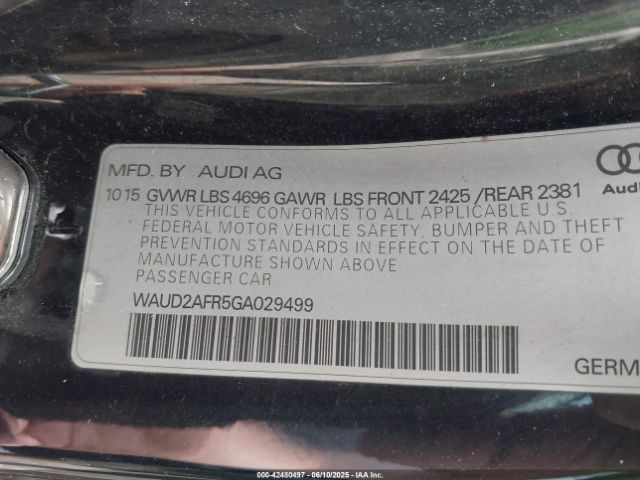 MFD. BY AUDI AG
10 15 GVWR LBS 4696 GAWR LBS FRONT 2425 / REAR 2381
THIS VEHICLE CONFORMS TO ALL APPLICABLE U.S.
FEDERAL MOTOR VEHICLE SAFETY, BUMPER AND THEFT
PREVENTION STANDARDS IN EFFECT ON THE DATE OF
MANUFACTURE SHOWN ABOVE
PASSENGER CAR
WAUD2AFR5GA029499
Audi
GERM
000-42480497 - 06/10/2025 - IAA Inc.